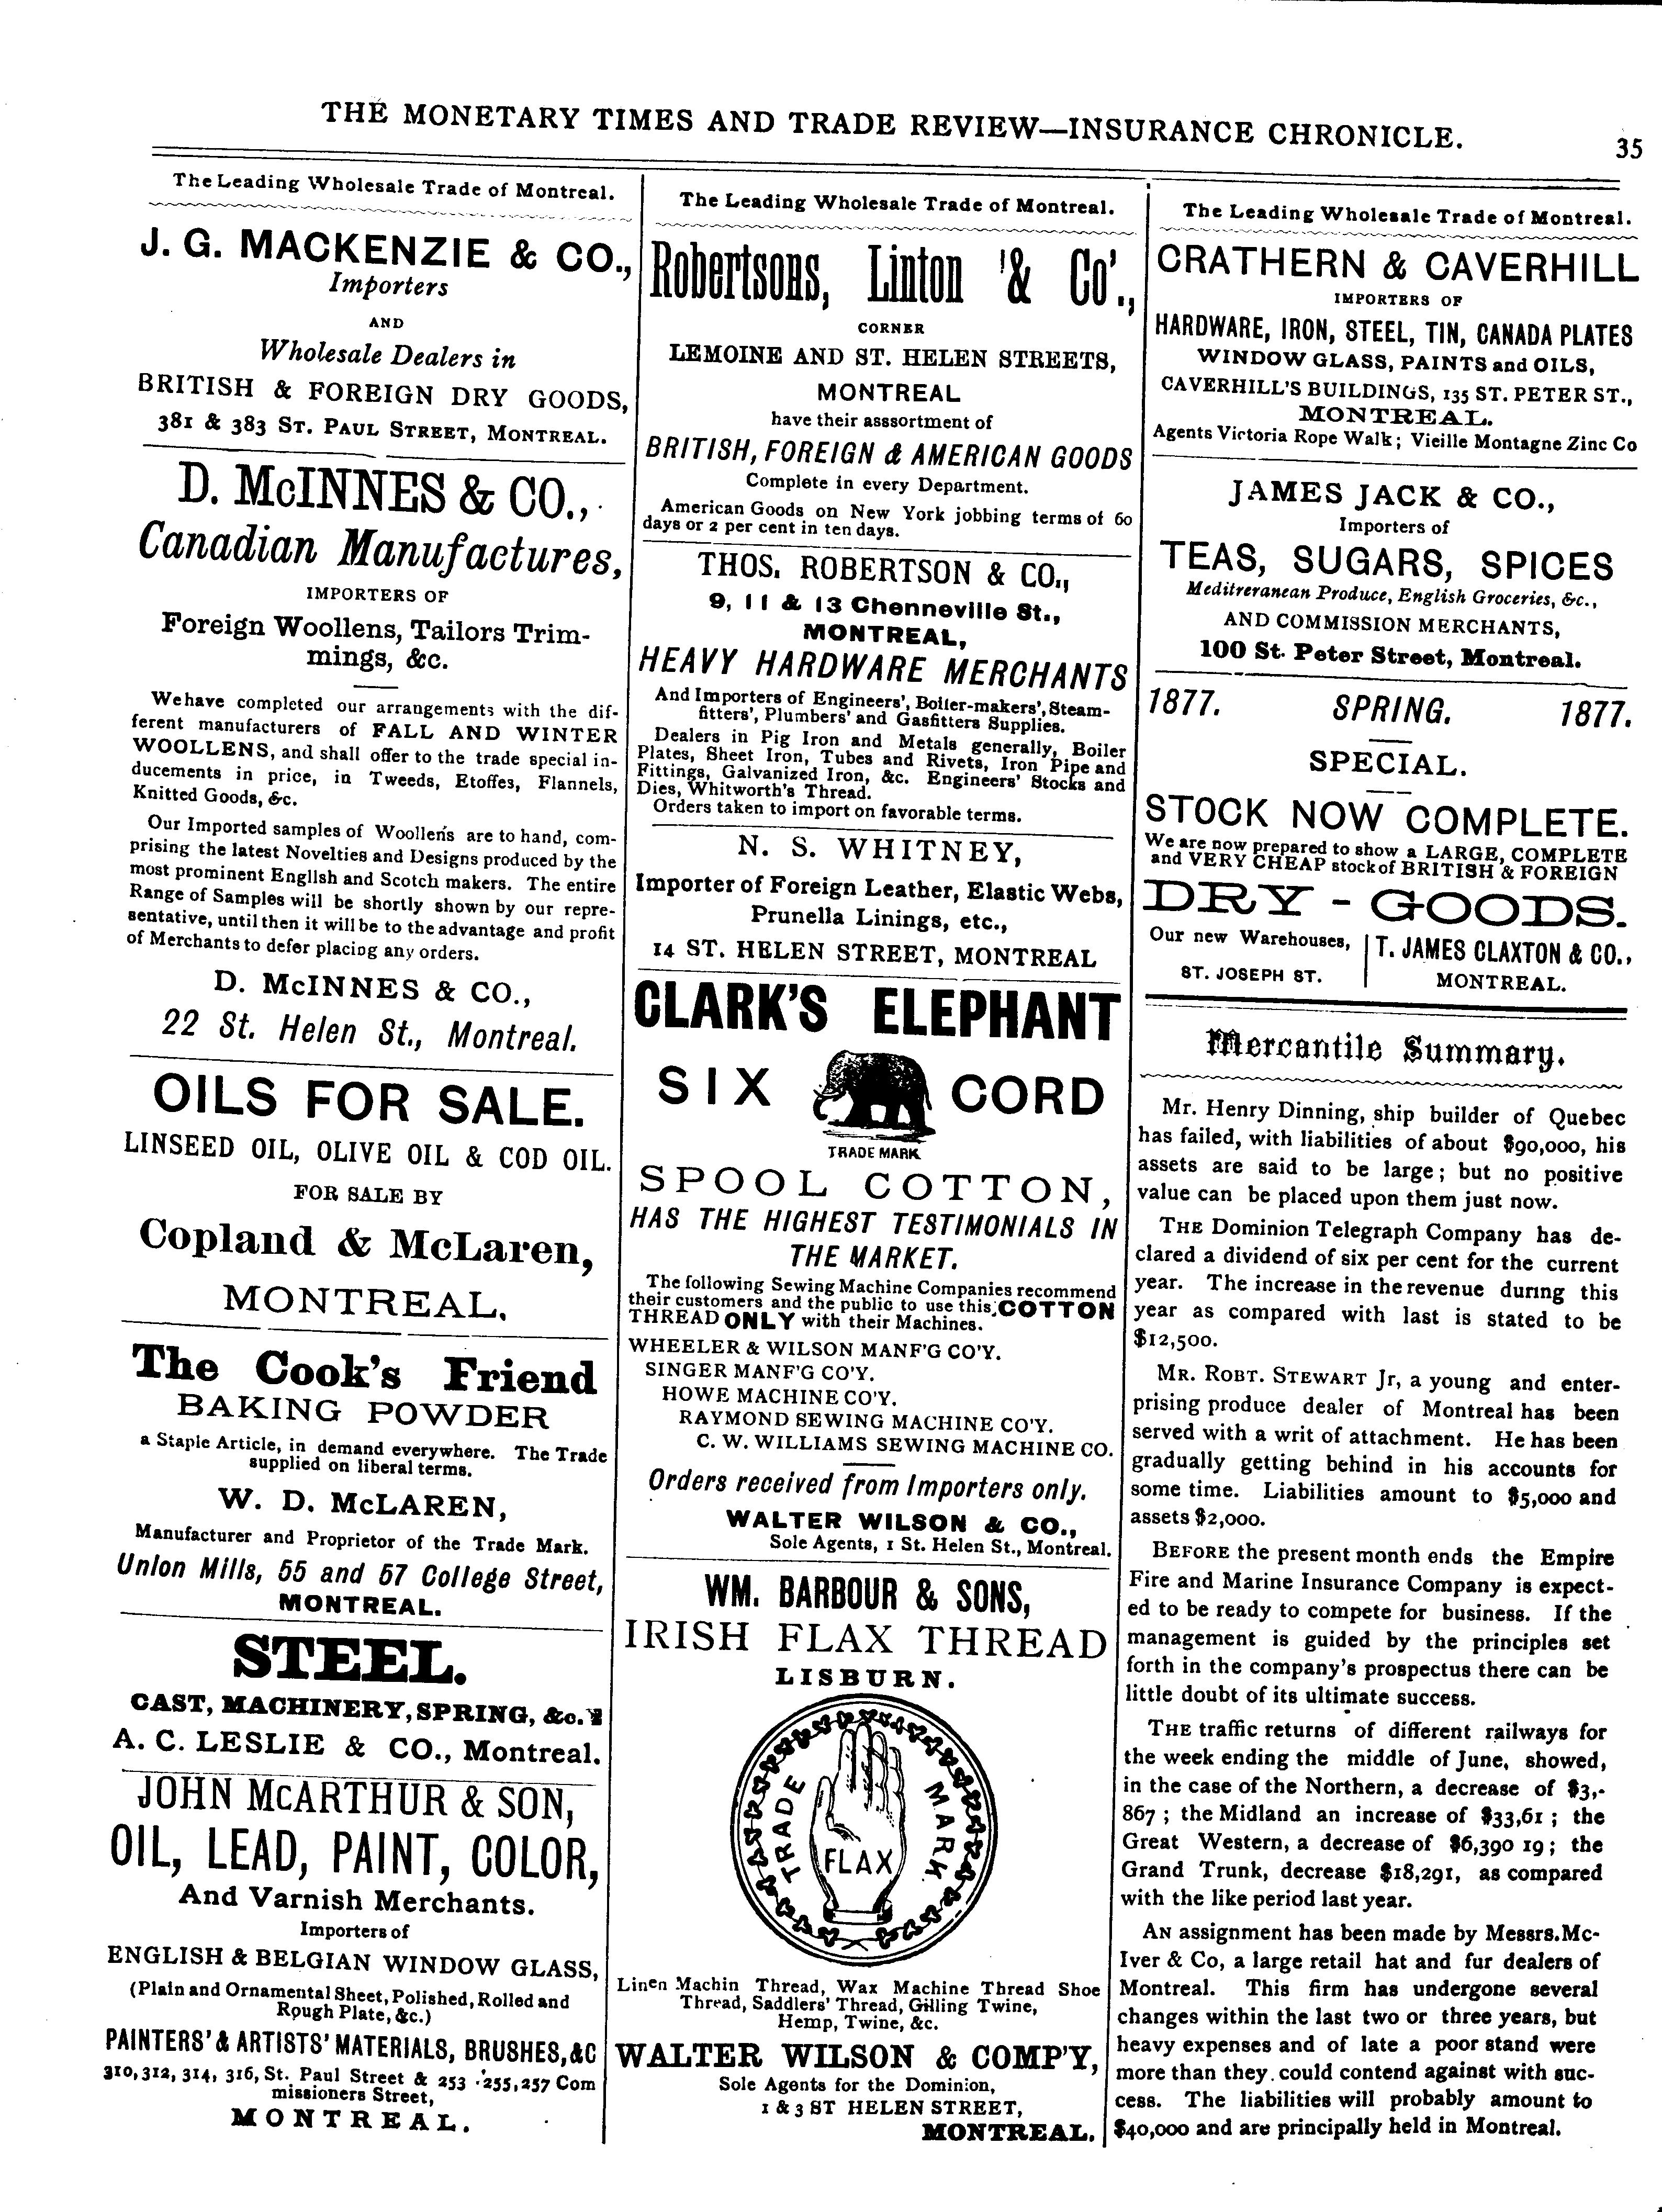 THE MONETARY TIMES AND TRADE REVIEW—INSURANCE CHRONICLE.
35
The Leading Wholesale Trade of Montreal.
J. G. MACKENZIE & CO.,
Importers
AND
Wholesale Dealers in
BRITISH & FOREIGN DRY GOODS,
381 & 383 ST. PAUL STREET, MONTREAL.
D. McINNES & CO.,
Canadian Manufactures,
IMPORTERS OF
Foreign Woollens, Tailors Trim-
mings, &c.
We have completed our arrangements with the dif-
ferent manufacturers of FALL AND WINTER
WOOLLENS, and shall offer to the trade special in-
ducements in price, in Tweeds, Etoffes, Flannels,
Knitted Goods, &c.
Our Imported samples of Woollens are to hand, com-
prising the latest Novelties and Designs produced by the
most prominent English and Scotch makers. The entire
Range of Samples will be shortly shown by our repre-
sentative, until then it will be to the advantage and profit
of Merchants to defer placing any orders.
D. McINNES & CO.,
22 St. Helen St., Montreal.
OILS FOR SALE.
LINSEED OIL, OLIVE OIL & COD OIL.
FOR SALE BY
Copland & McLaren,
MONTREAL.
The Cook's Friend
BAKING POWDER
a Staple Article, in demand everywhere. The Trade
supplied on liberal terms.
W. D. McLAREN,
Manufacturer and Proprietor of the Trade Mark.
Union Mills, 55 and 57 College Street,
MONTREAL.
STEEL.
CAST, MACHINERY, SPRING, &c.
A. C. LESLIE & CO., Montreal.
JOHN McARTHUR & SON,
OIL, LEAD, PAINT, COLOR,
And Varnish Merchants.
Importers of
ENGLISH & BELGIAN WINDOW GLASS,
(Plain and Ornamental Sheet, Polished, Rolled and
Rough Plate, &c.)
PAINTERS' & ARTISTS' MATERIALS, BRUSHES, &C
310, 312, 314, 316, St. Paul Street & 253 255, 257 Com
missioners Street,
MONTREAL.
The Leading Wholesale Trade of Montreal.
Robertsons, Linton & Co.,
CORNER
LEMOINE AND ST. HELEN STREETS,
MONTREAL
have their asssortment of
BRITISH, FOREIGN & AMERICAN GOODS
Complete in every Department.
American Goods on New York jobbing terms of 60
days or 2 per cent in ten days.
THOS. ROBERTSON & CO.,
9, 11 & 13 Chenneville St.,
MONTREAL,
HEAVY HARDWARE MERCHANTS
And Importers of Engineers', Boiler-makers', Steam-
fitters', Plumbers' and Gasfitters Supplies.
Dealers in Pig Iron and Metals generally, Boiler
Plates, Sheet Iron, Tubes and Rivets, Iron Pipe and
Fittings, Galvanized Iron, &c. Engineers' Stocks and
Dies, Whitworth's Thread.
Orders taken to import on favorable terms.
N. S. WHITNEY,
Importer of Foreign Leather, Elastic Webs,
Prunella Linings, etc.,
14 ST. HELEN STREET, MONTREAL
CLARK'S ELEPHANT
SIX CORD
TRADE MARK
SPOOL COTTON,
HAS THE HIGHEST TESTIMONIALS IN
THE MARKET.
The following Sewing Machine Companies recommend
their customers and the public to use this COTTON
THREAD ONLY with their Machines.
WHEELER & WILSON MANF'G CO'Y.
SINGER MANF'G CO'Y.
HOWE MACHINE CO'Y.
RAYMOND SEWING MACHINE CO'Y.
C. W. WILLIAMS SEWING MACHINE CO.
Orders received from Importers only.
WALTER WILSON & CO.,
Sole Agents, 1 St. Helen St., Montreal.
WM. BARBOUR & SONS,
IRISH FLAX THREAD
LISBURN.
TRADE MARK
FLAX
Linen Machin Thread, Wax Machine Thread Shoe
Thread, Saddlers' Thread, Gilling Twine,
Hemp, Twine, &c.
WALTER WILSON & COMP'Y,
Sole Agents for the Dominion,
1 & 3 ST HELEN STREET,
MONTREAL.
The Leading Wholesale Trade of Montreal.
CRATHERN & CAVERHILL
IMPORTERS OF
HARDWARE, IRON, STEEL, TIN, CANADA PLATES
WINDOW GLASS, PAINTS and OILS,
CAVERHILL'S BUILDINGS, 135 ST. PETER ST.,
MONTREAL.
Agents Victoria Rope Walk; Vieille Montagne Zinc Co
JAMES JACK & CO.,
Importers of
TEAS, SUGARS, SPICES
Meditreranean Produce, English Groceries, &c.,
AND COMMISSION MERCHANTS,
100 St. Peter Street, Montreal.
1877. SPRING. 1877.
SPECIAL.
STOCK NOW COMPLETE.
We are now prepared to show a LARGE, COMPLETE
and VERY CHEAP stock of BRITISH & FOREIGN
DRY-GOODS.
Our new Warehouses,
ST. JOSEPH ST.
T. JAMES CLAXTON & CO.,
MONTREAL.
Mercantile Summary.
Mr. Henry Dinning, ship builder of Quebec
has failed, with liabilities of about $90,000, his
assets are said to be large; but no positive
value can be placed upon them just now.
THE Dominion Telegraph Company has de-
clared a dividend of six per cent for the current
year. The increase in the revenue during this
year as compared with last is stated to be
$12,500.
MR. ROBT. STEWART Jr, a young and enter-
prising produce dealer of Montreal has been
served with a writ of attachment. He has been
gradually getting behind in his accounts for
some time. Liabilities amount to $5,000 and
assets $2,000.
BEFORE the present month ends the Empire
Fire and Marine Insurance Company is expect-
ed to be ready to compete for business. If the
management is guided by the principles set
forth in the company's prospectus there can be
little doubt of its ultimate success.
THE traffic returns of different railways for
the week ending the middle of June, showed,
in the case of the Northern, a decrease of $3,-
867; the Midland an increase of $33,61; the
Great Western, a decrease of $6,390 19; the
Grand Trunk, decrease $18,291, as compared
with the like period last year.
AN assignment has been made by Messrs. Mc-
Iver & Co, a large retail hat and fur dealers of
Montreal. This firm has undergone several
changes within the last two or three years, but
heavy expenses and of late a poor stand were
more than they could contend against with suc-
cess. The liabilities will probably amount to
$40,000 and are principally held in Montreal.